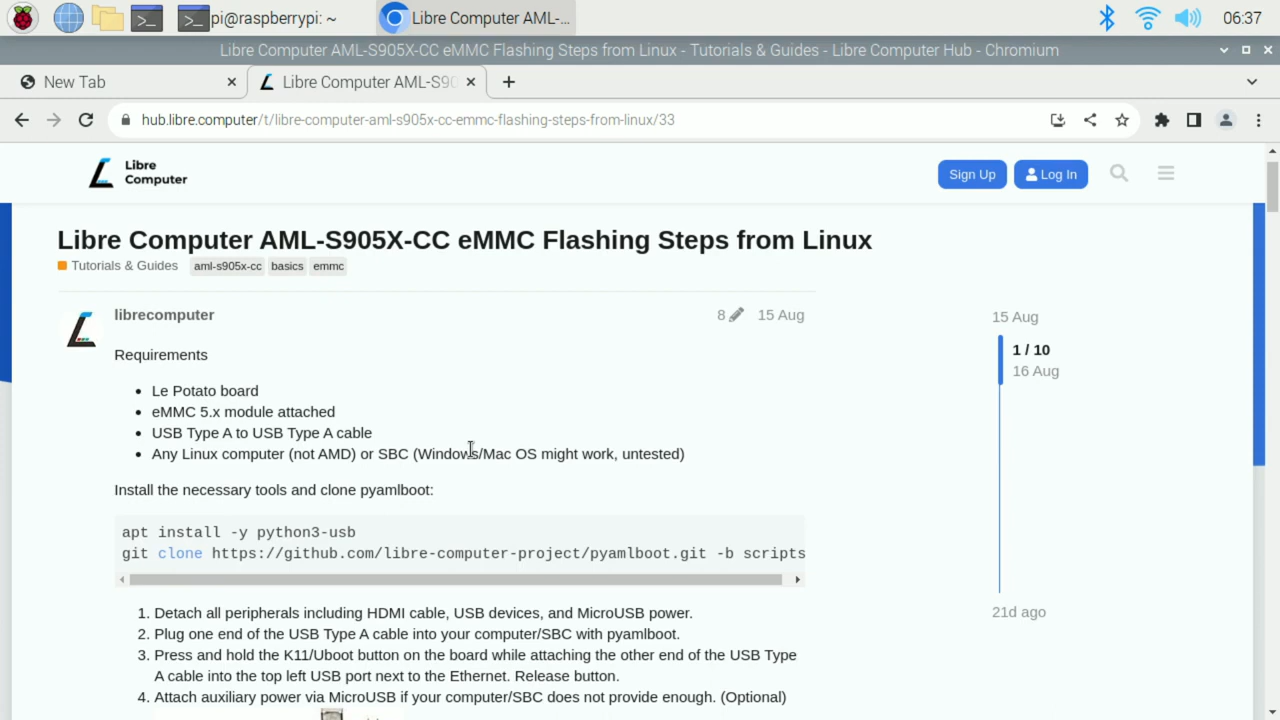 pi@raspberrypi: ~
Libre Computer AML-...
06:37
Libre Computer AML-S905X-CC eMMC Flashing Steps from Linux - Tutorials & Guides - Libre Computer Hub - Chromium
New Tab
Libre Computer AML-S90
hub.libre.computer/t/libre-computer-aml-s905x-cc-emmc-flashing-steps-from-linux/33
Libre
Computer
Sign Up
Log In
Libre Computer AML-S905X-CC eMMC Flashing Steps from Linux
Tutorials & Guides aml-s905x-cc basics emmc
librecomputer
8 15 Aug
15 Aug
1 / 10
16 Aug
21d ago
Requirements
• Le Potato board
• eMMC 5.x module attached
• USB Type A to USB Type A cable
• Any Linux computer (not AMD) or SBC (Windows/Mac OS might work, untested)
Install the necessary tools and clone pyamlboot:
apt install -y python3-usb
git clone https://github.com/libre-computer-project/pyamlboot.git -b scripts
1. Detach all peripherals including HDMI cable, USB devices, and MicroUSB power.
2. Plug one end of the USB Type A cable into your computer/SBC with pyamlboot.
3. Press and hold the K11/Uboot button on the board while attaching the other end of the USB Type
A cable into the top left USB port next to the Ethernet. Release button.
4. Attach auxiliary power via MicroUSB if your computer/SBC does not provide enough. (Optional)